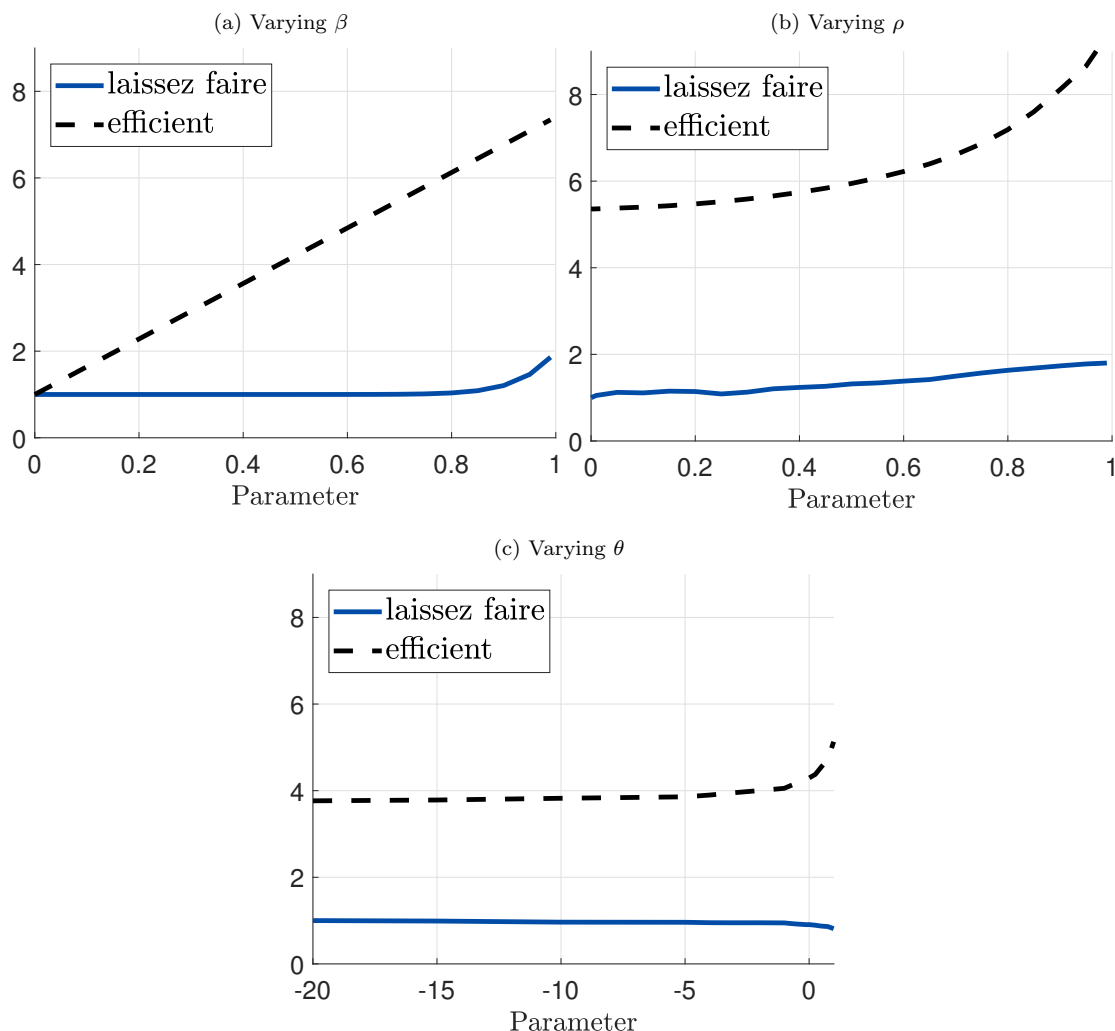 (a) Varying β
laissez faire
efficient
8
6
4
2
0
0 0.2 0.4 0.6 0.8 1
Parameter
(b) Varying ρ
laissez faire
efficient
8
6
4
2
0
0 0.2 0.4 0.6 0.8 1
Parameter
(c) Varying θ
laissez faire
efficient
8
6
4
2
0
-20 -15 -10 -5 0
Parameter